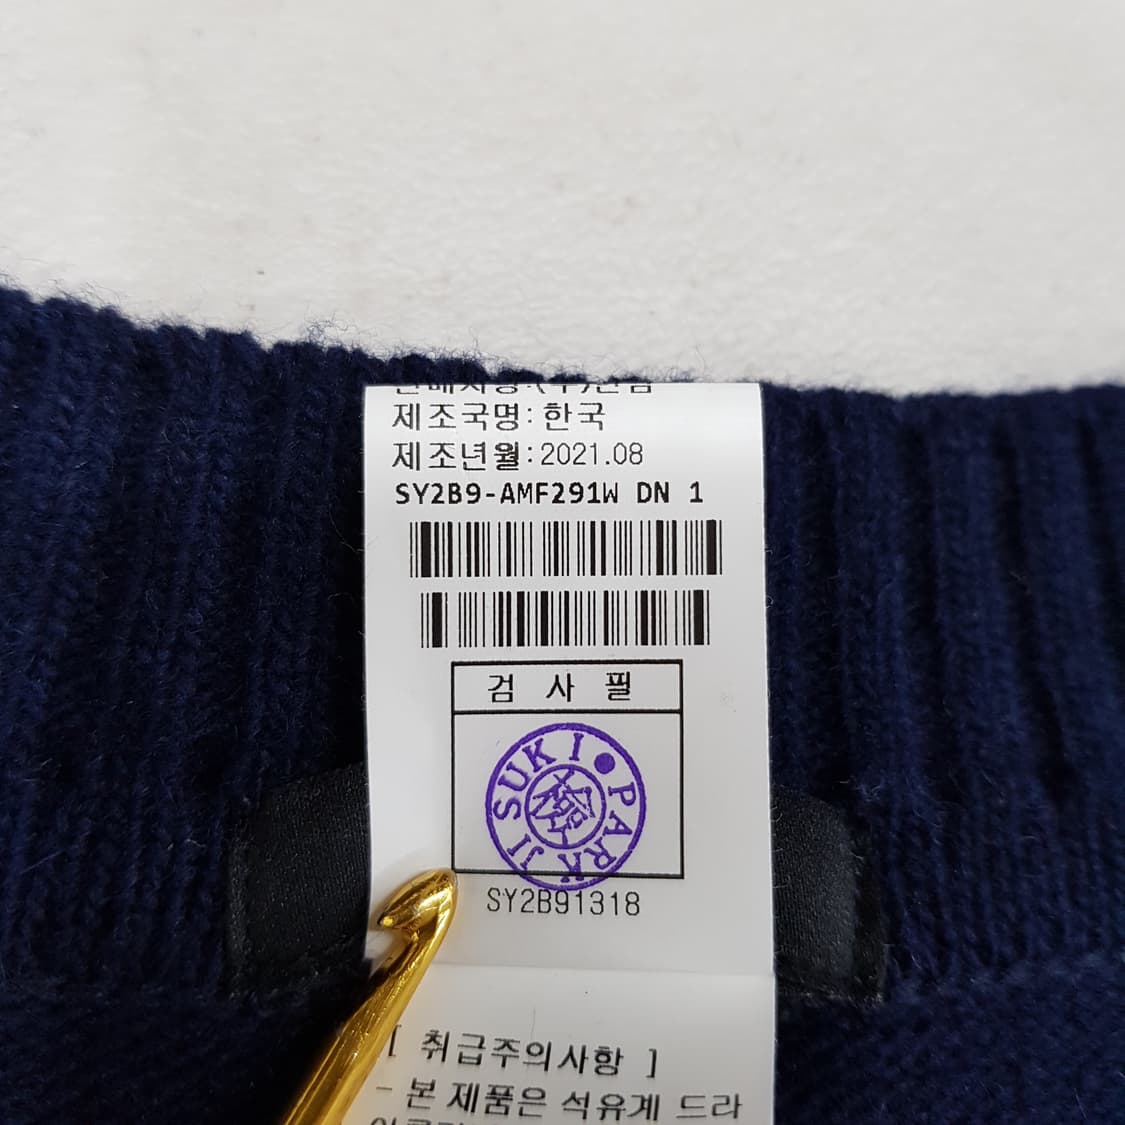 제조국명:한국
제조년월:2021.08
SY2B9-AMF291W DN 1
검 사 필
PARK JI SUKI
SY2B91318
[ 취급주의사항 ]
- 본 제품은 석유계 드라